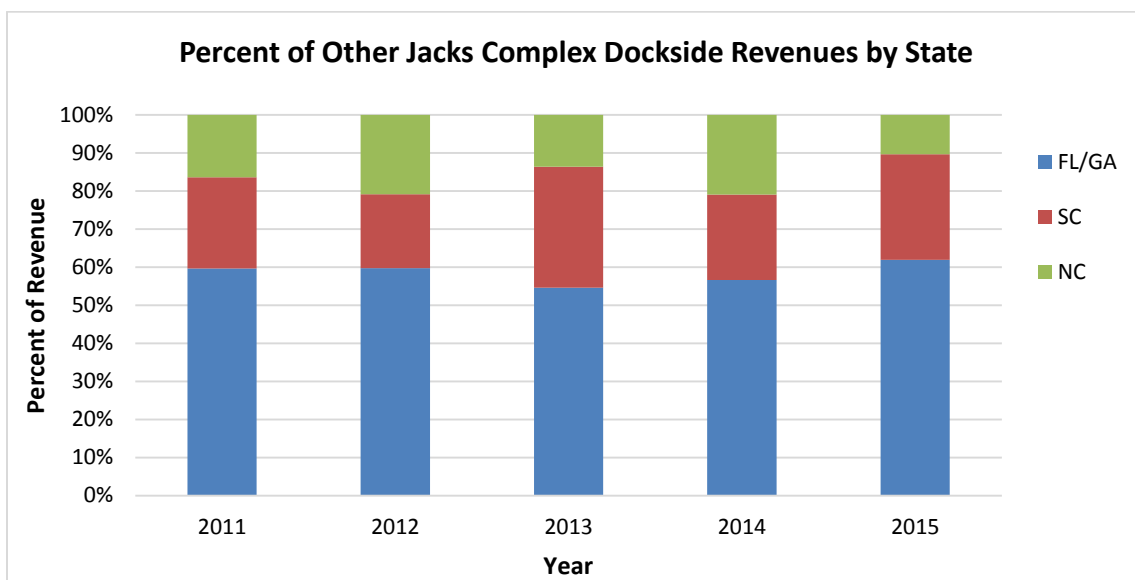 Percent of Other Jacks Complex Dockside Revenues by State
100%
90%
80%
70%
60%
50%
40%
30%
20%
10%
0%
Percent of Revenue
2011 2012 2013 2014 2015
Year
FL/GA
SC
NC